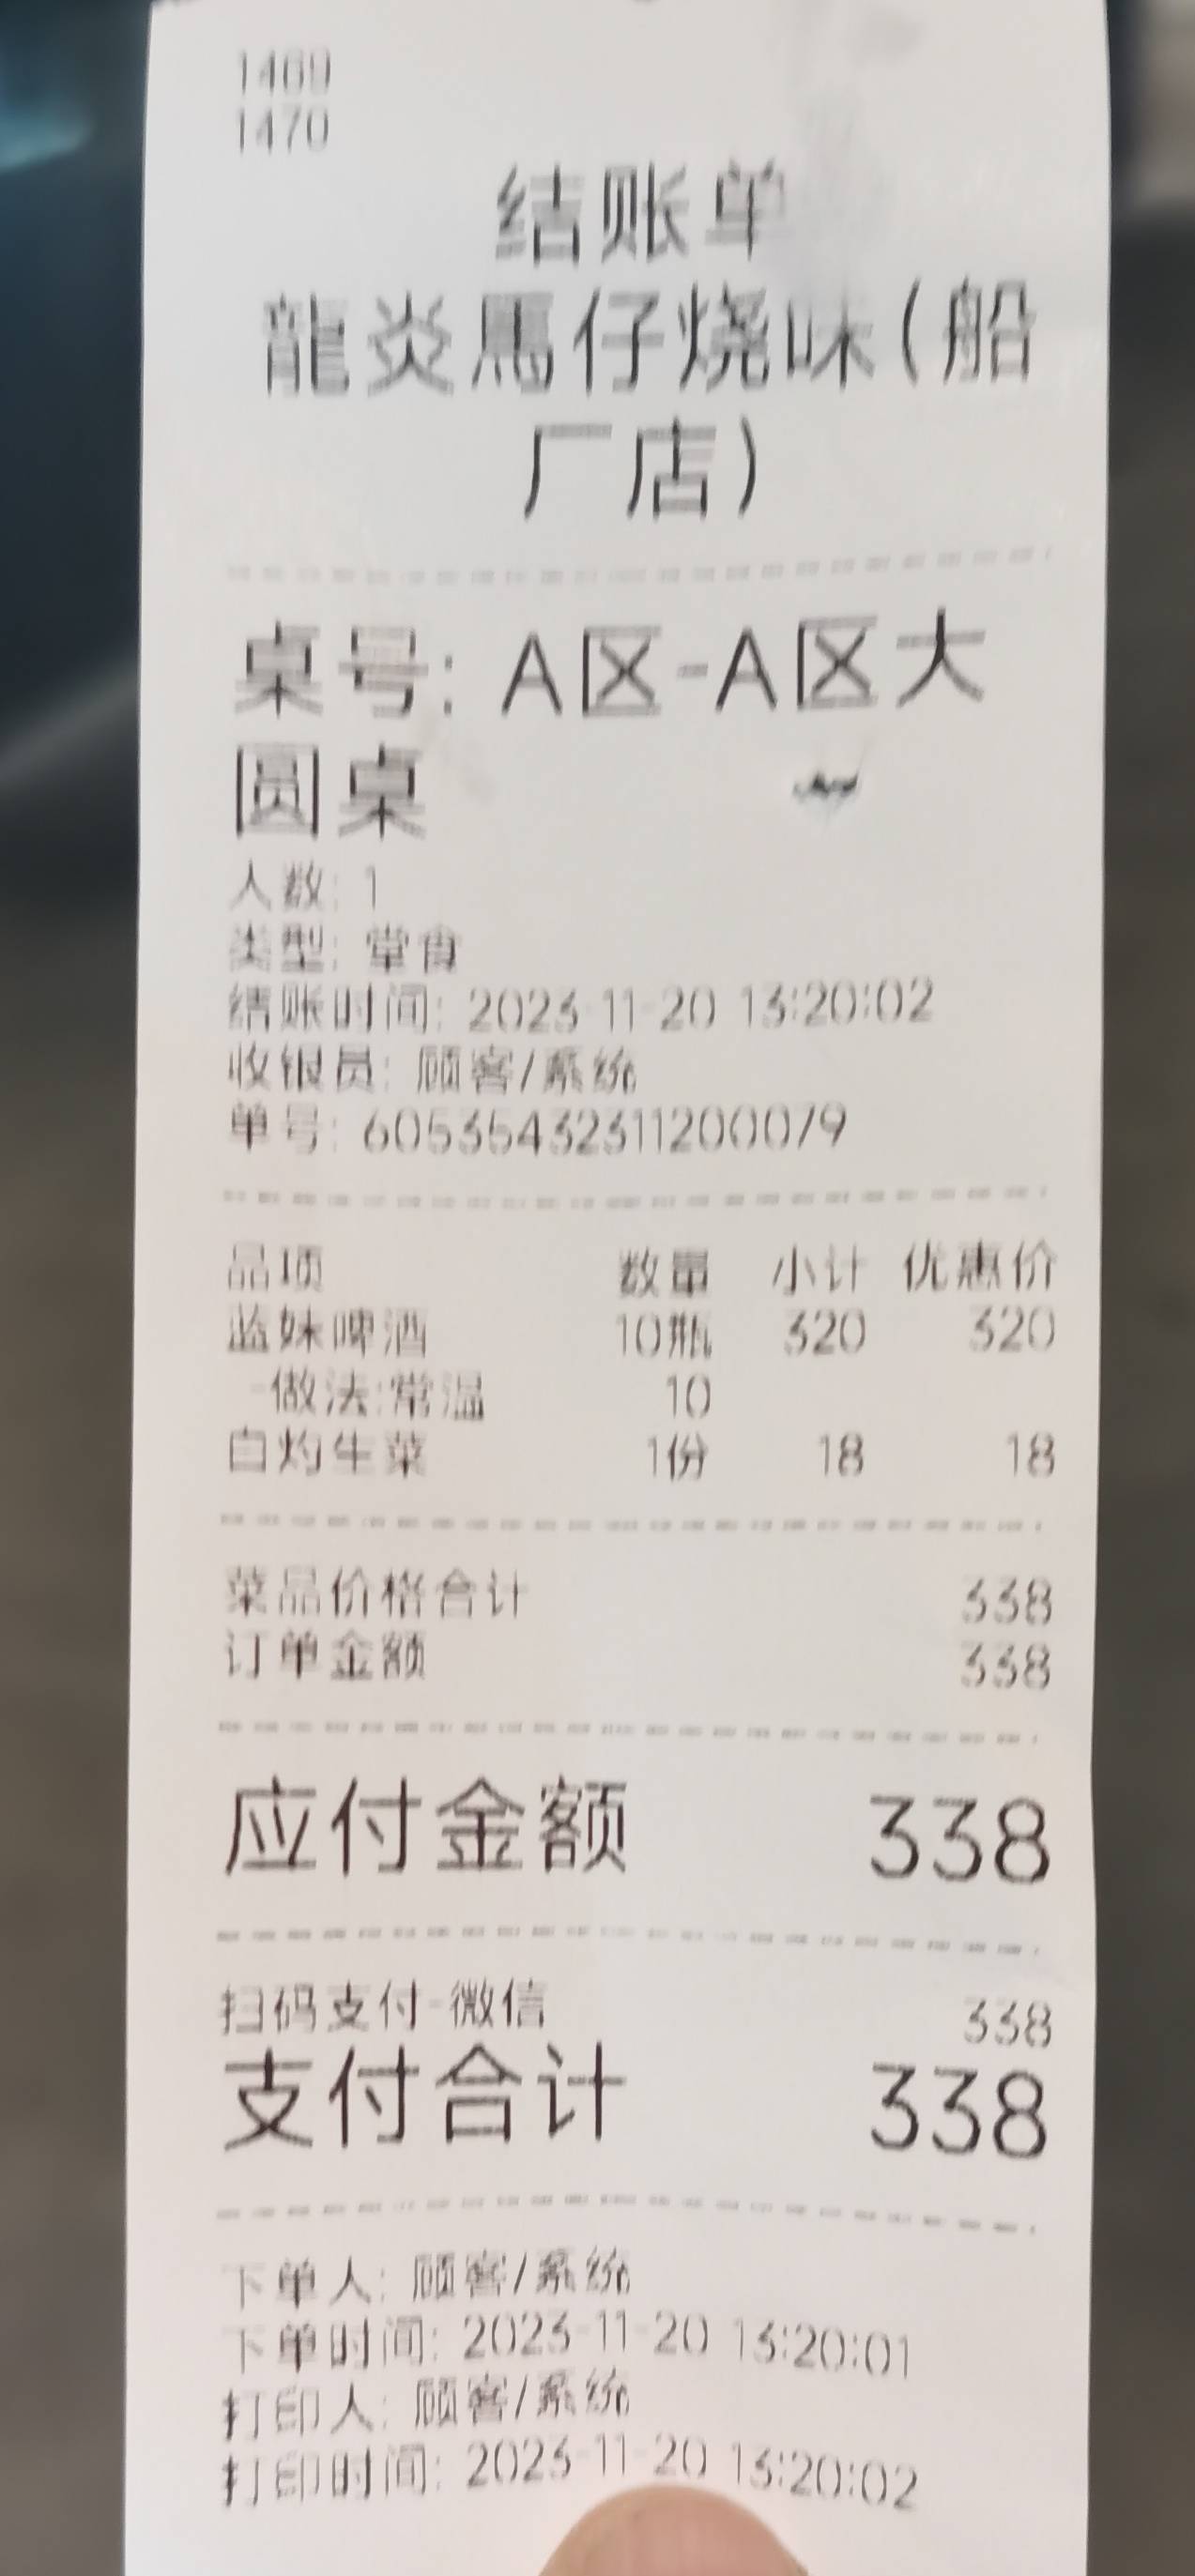 1469
1470
结账单
龍炎馬仔烧味(船
厂店)
桌号: A区-A区大
圆桌
人数: 1
类型: 堂食
结账时间: 2023-11-20 13:20:02
收银员: 顾客/系统
单号: 60535432311200079
品项 数量 小计 优惠价
蓝妹啤酒 10瓶 320 320
-做法:常温 10
白灼生菜 1份 18 18
菜品价格合计 338
订单金额 338
应付金额 338
扫码支付-微信 338
支付合计 338
下单人: 顾客/系统
下单时间: 2023-11-20 13:20:01
打印人: 顾客/系统
打印时间: 2023-11-20 13:20:02